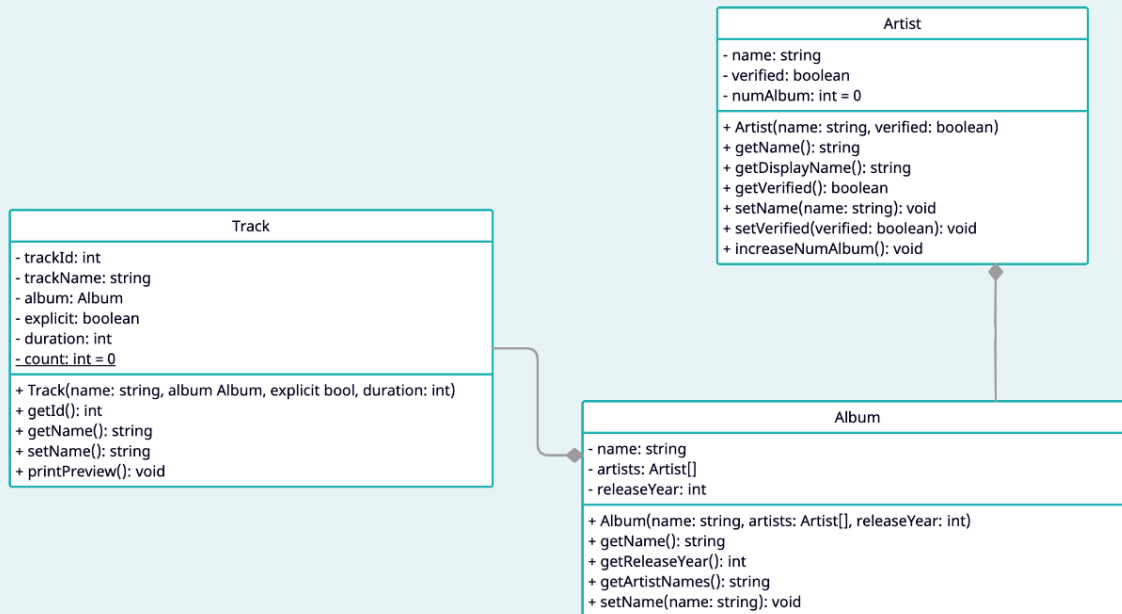 Artist
- name: string
- verified: boolean
- numAlbum: int = 0
+ Artist(name: string, verified: boolean)
+ getName(): string
+ getDisplayName(): string
+ getVerified(): boolean
+ setName(name: string): void
+ setVerified(verified: boolean): void
+ increaseNumAlbum(): void
Track
- trackId: int
- trackName: string
- album: Album
- explicit: boolean
- duration: int
- count: int = 0
+ Track(name: string, album Album, explicit bool, duration: int)
+ getId(): int
+ getName(): string
+ setName(): string
+ printPreview(): void
Album
- name: string
- artists: Artist[]
- releaseYear: int
+ Album(name: string, artists: Artist[], releaseYear: int)
+ getName(): string
+ getReleaseYear(): int
+ getArtistNames(): string
+ setName(name: string): void